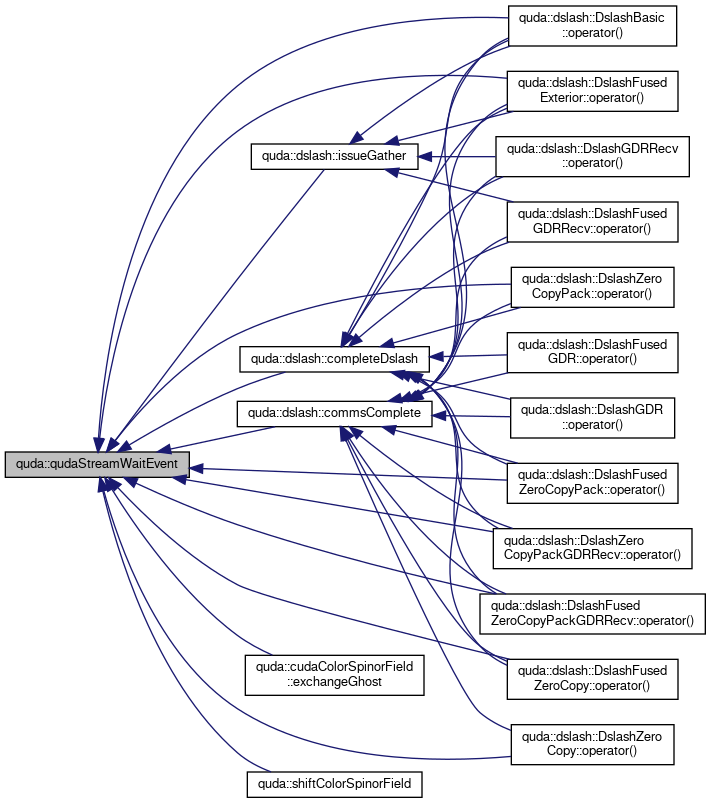 quda::dslash::DslashBasic
::operator()
quda::dslash::DslashFused
Exterior::operator()
quda::dslash::issueGather
quda::dslash::DslashGDRRecv
::operator()
quda::dslash::DslashFused
GDRRecv::operator()
quda::dslash::DslashZero
CopyPack::operator()
quda::dslash::completeDslash
quda::dslash::DslashFused
GDR::operator()
quda::dslash::commsComplete
quda::dslash::DslashGDR
::operator()
quda::qudaStreamWaitEvent
quda::dslash::DslashFused
ZeroCopyPack::operator()
quda::dslash::DslashZero
CopyPackGDRRecv::operator()
quda::dslash::DslashFused
ZeroCopyPackGDRRecv::operator()
quda::cudaColorSpinorField
::exchangeGhost
quda::dslash::DslashFused
ZeroCopy::operator()
quda::dslash::DslashZero
Copy::operator()
quda::shiftColorSpinorField